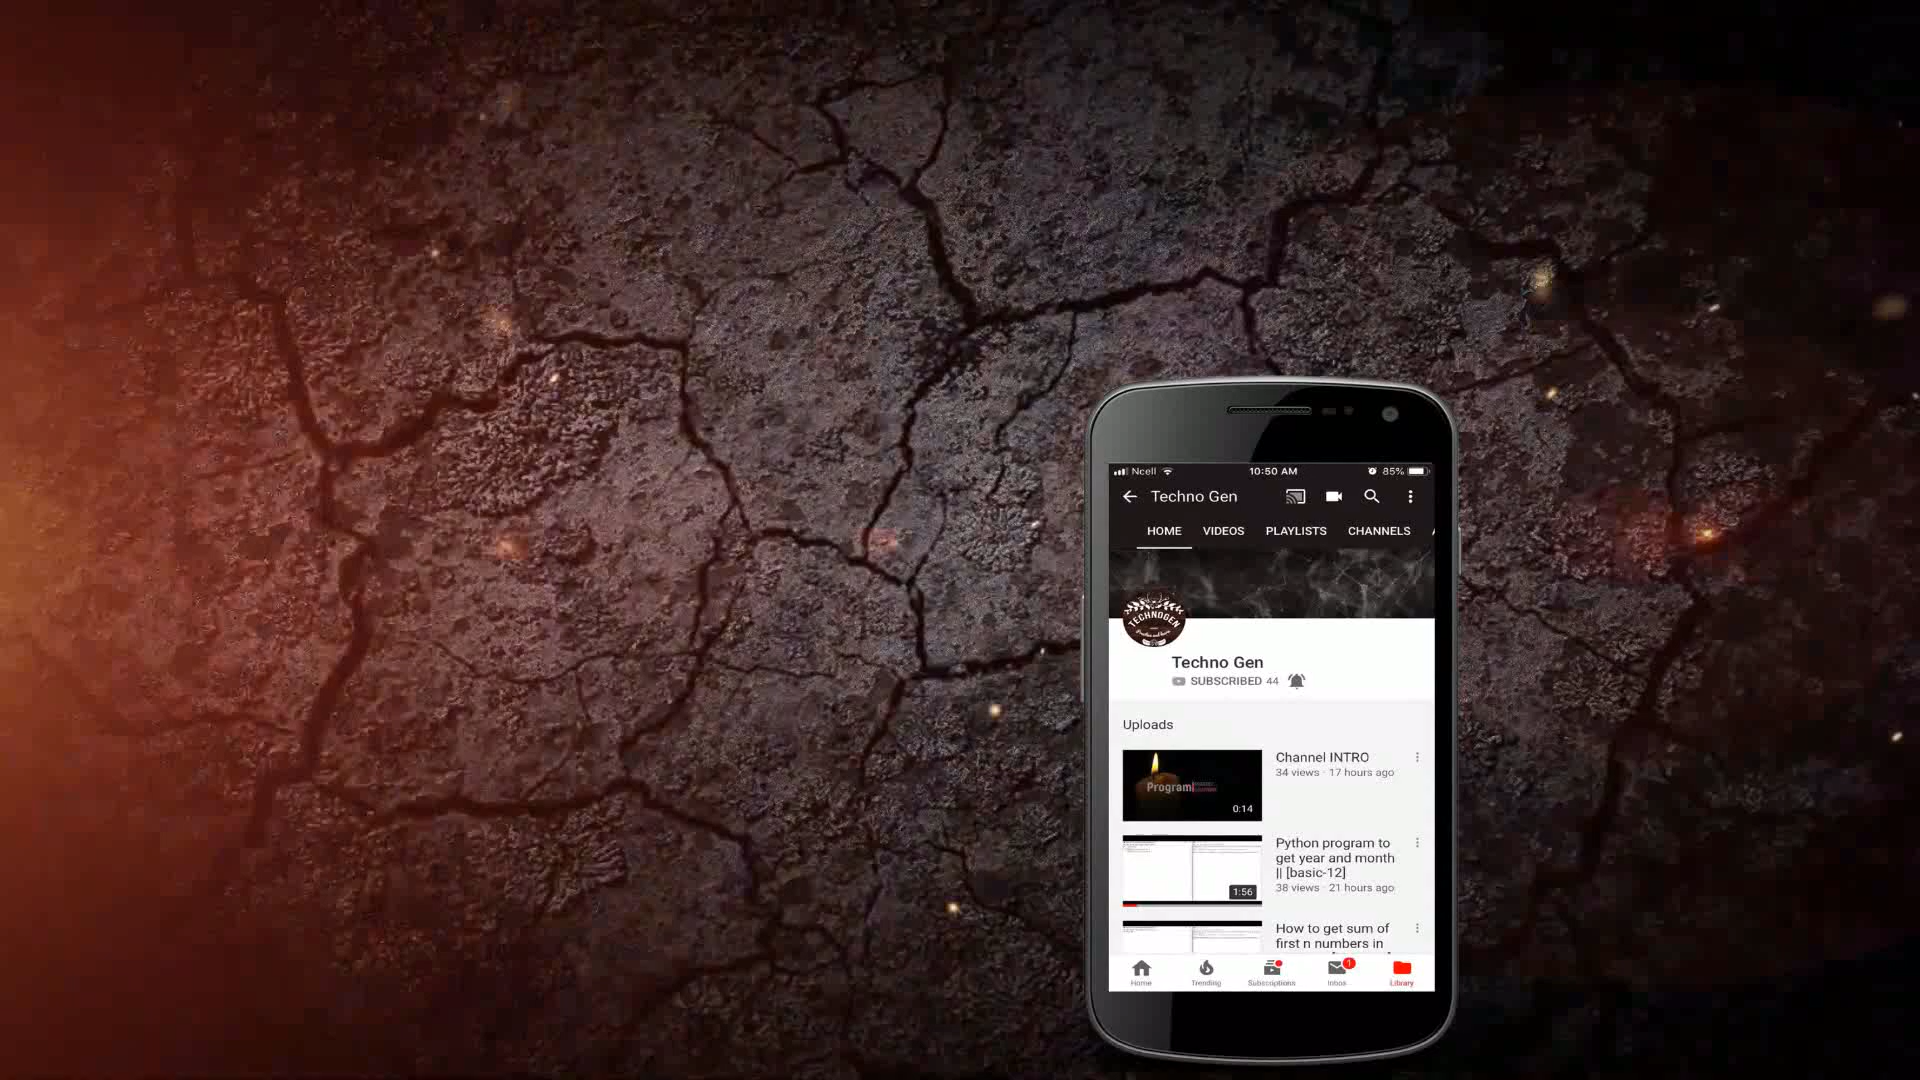 Ncell 10:50 AM 85%
Techno Gen
HOME VIDEOS PLAYLISTS CHANNELS
TECHNOGEN
Techno Gen
SUBSCRIBED 44
Uploads
Channel INTRO
34 views · 17 hours ago
Program
0:14
Python program to
get year and month
|| [basic-12]
38 views · 21 hours ago
1:56
How to get sum of
first n numbers in
1
Home Trending Subscriptions Inbox Library